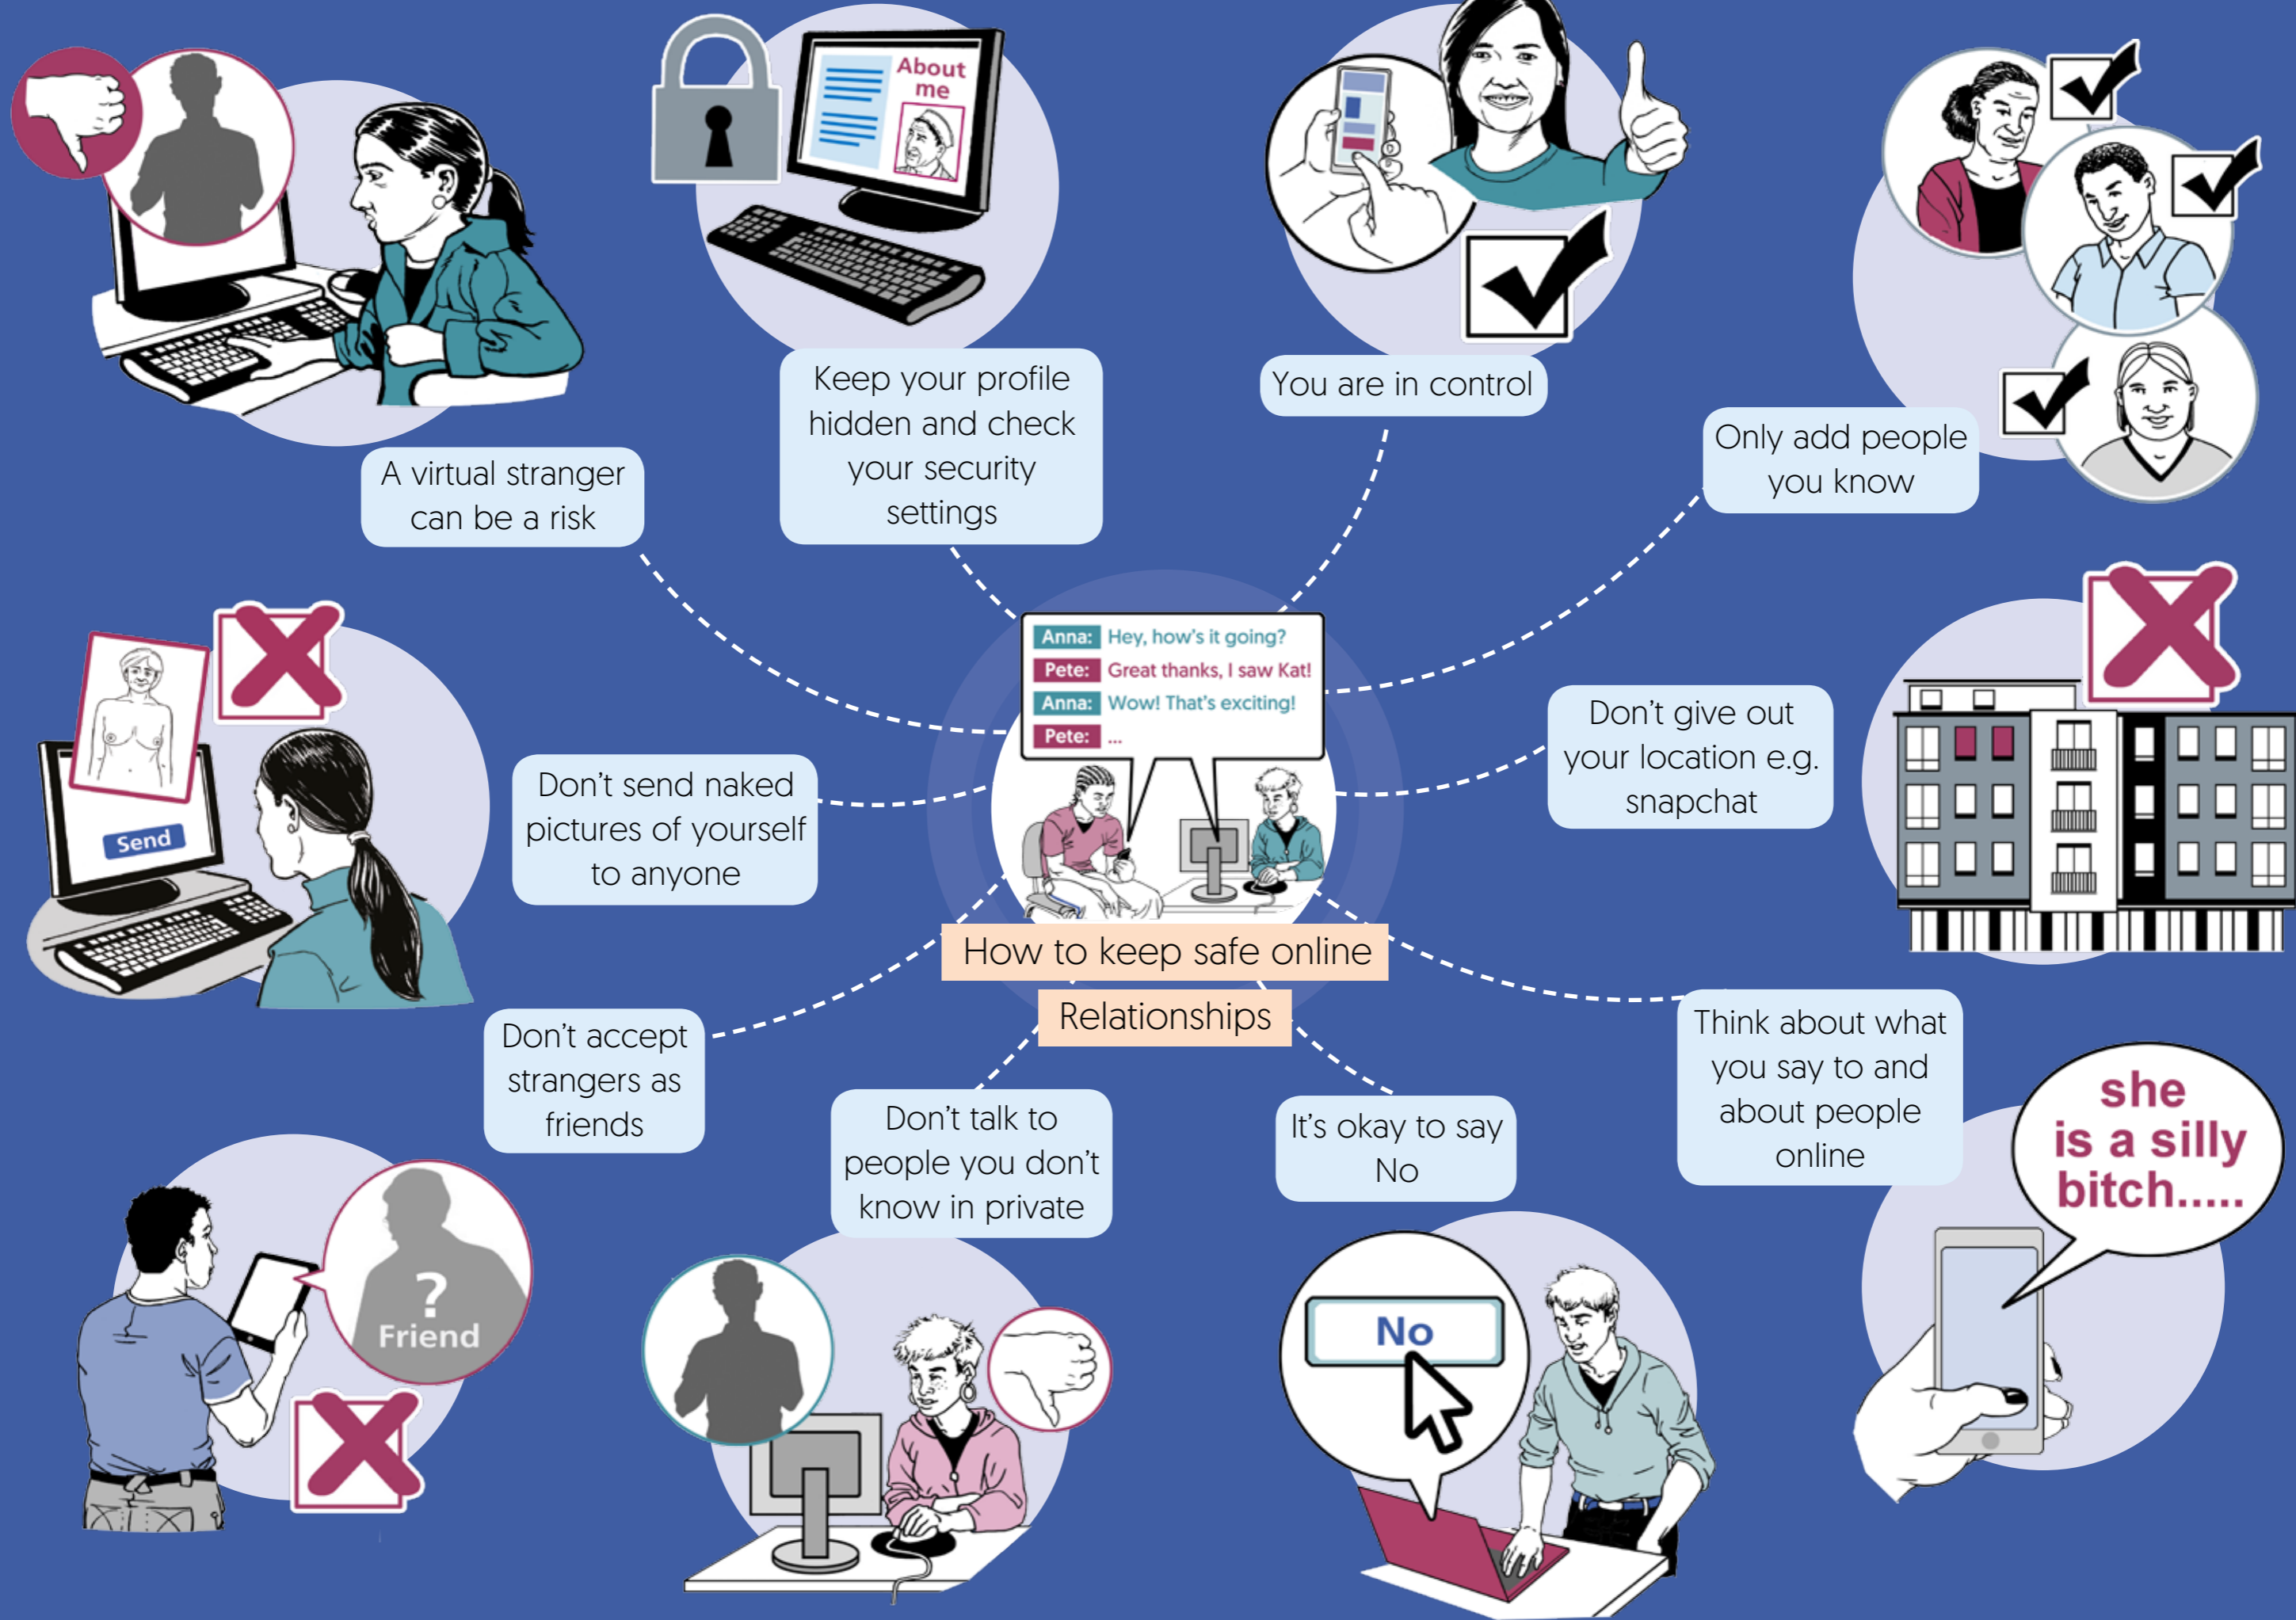 About
me
Keep your profile
hidden and check
your security
settings
You are in control
Only add people
you know
A virtual stranger
can be a risk
Anna: Hey, how's it going?
Pete: Great thanks, I saw Kat!
Anna: Wow! That's exciting!
Pete: ...
Don't give out
your location e.g.
snapchat
Send
Don't send naked
pictures of yourself
to anyone
How to keep safe online
Relationships
Don't accept
strangers as
friends
Don't talk to
people you don't
know in private
It's okay to say
No
Think about what
you say to and
about people
online
she
is a silly
bitch.....
?
Friend
No